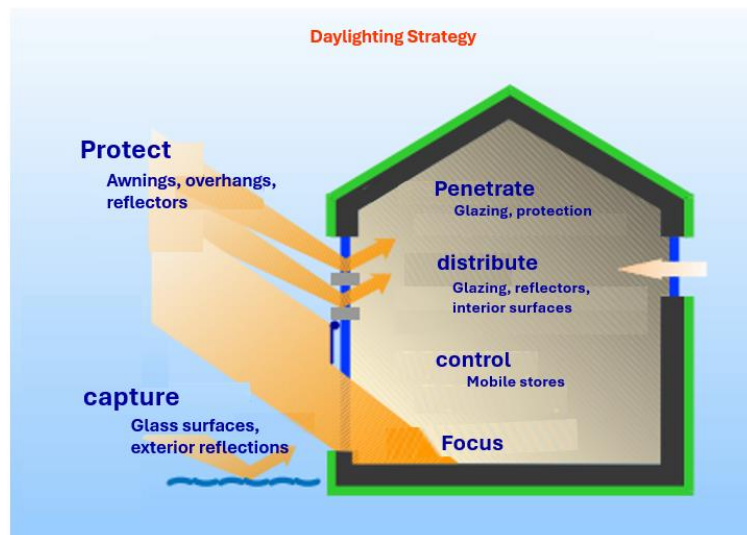 Daylighting Strategy
Protect
Awnings, overhangs,
reflectors
Penetrate
Glazing, protection
distribute
Glazing, reflectors,
interior surfaces
control
Mobile stores
capture
Glass surfaces,
exterior reflections
Focus